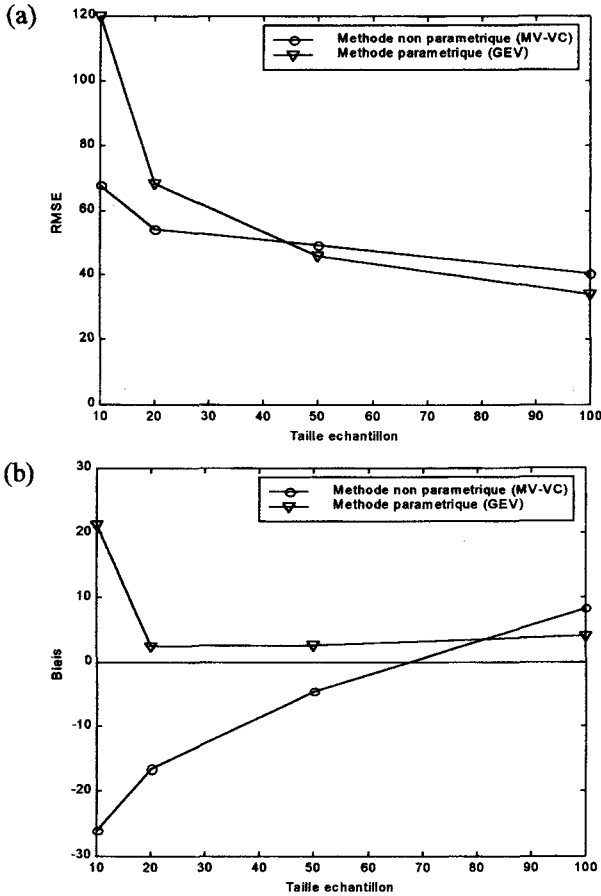 (a)
120
100
80
60
40
20
0
RMSE
Methode non parametrique (MV-VC)
Methode parametrique (GEV)
10 20 30 40 50 60 70 80 90 100
Taille echantillon
(b)
30
20
10
0
-10
-20
-30
Biais
Methode non parametrique (MV-VC)
Methode parametrique (GEV)
10 20 30 40 50 60 70 80 90 100
Taille echantillon